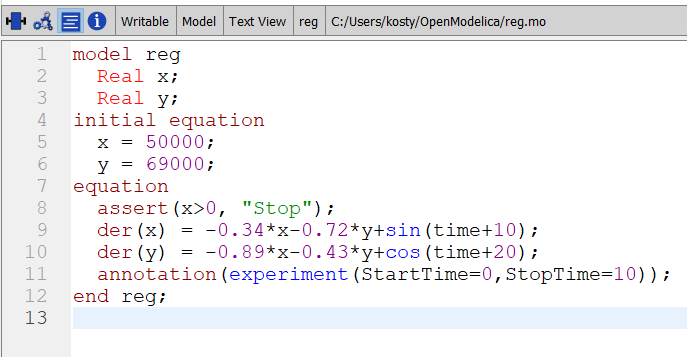 Writable Model Text View reg C:/Users/kosty/OpenModelica/reg.mo
1 model reg
2   Real x;
3   Real y;
4 initial equation
5   x = 50000;
6   y = 69000;
7 equation
8   assert(x>0, "Stop");
9   der(x) = -0.34*x-0.72*y+sin(time+10);
10   der(y) = -0.89*x-0.43*y+cos(time+20);
11   annotation(experiment(StartTime=0,StopTime=10));
12 end reg;
13